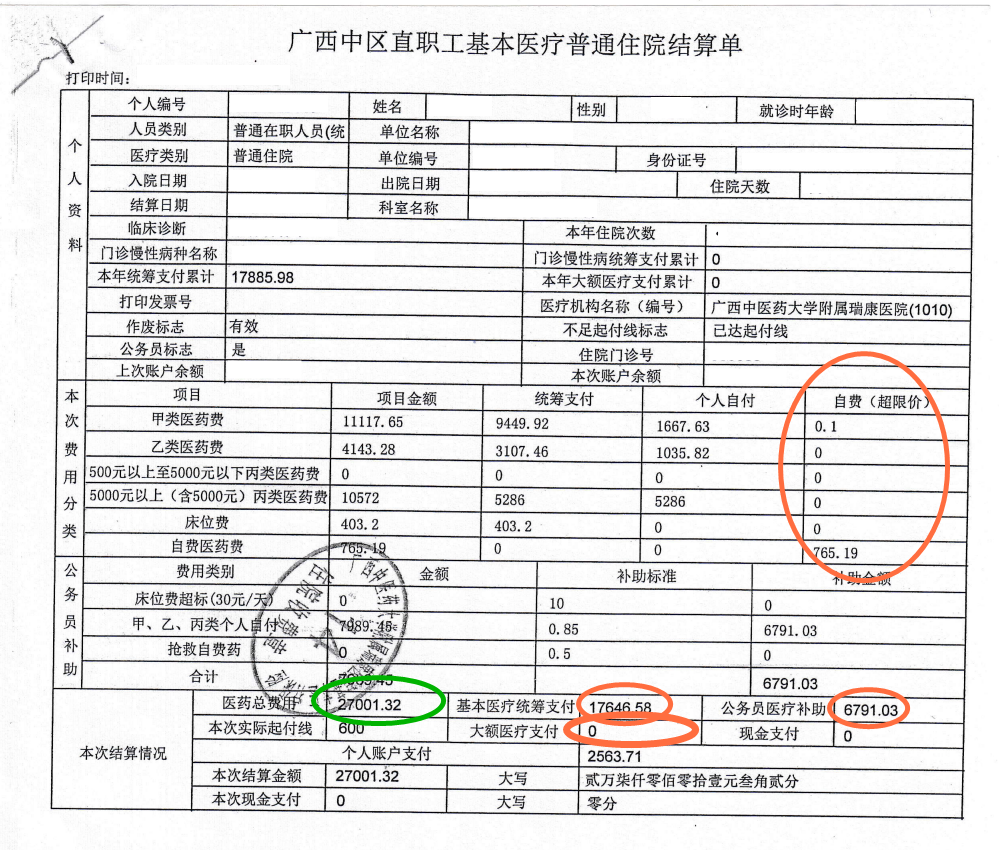 广西中区直职工基本医疗普通住院结算单
打印时间:
个人资料
个人编号 姓名 性别 就诊时年龄
人员类别 普通在职人员(统 单位名称
医疗类别 普通住院 单位编号 身份证号
入院日期 出院日期 住院天数
结算日期 科室名称
临床诊断 本年住院次数
门诊慢性病种名称 门诊慢性病统筹支付累计 0
本年统筹支付累计 17885.98 本年大额医疗支付累计 0
打印发票号 医疗机构名称（编号） 广西中医药大学附属瑞康医院(1010)
作废标志 有效 不足起付线标志 已达起付线
公务员标志 是 住院门诊号
上次账户余额 本次账户余额
本次费用分类
项目 项目金额 统筹支付 个人自付 自费（超限价）
甲类医药费 11117.65 9449.92 1667.63 0.1
乙类医药费 4143.28 3107.46 1035.82 0
500元以上至5000元以下丙类医药费 0 0 0 0
5000元以上（含5000元）丙类医药费 10572 5286 5286 0
床位费 403.2 403.2 0 0
自费医药费 765.19 0 0 765.19
公务员补助
费用类别 金额 补助标准 补助金额
床位费超标(30元/天) 0 10 0
甲、乙、丙类个人自付 7989.45 0.85 6791.03
抢救自费药 0 0.5 0
合计 7989.45 6791.03
本次结算情况
医药总费用 27001.32 基本医疗统筹支付 17646.58 公务员医疗补助 6791.03
本次实际起付线 600 大额医疗支付 0 现金支付 0
个人账户支付 2563.71
本次结算金额 27001.32 大写 贰万柒仟零佰零拾壹元叁角贰分
本次现金支付 0 大写 零分